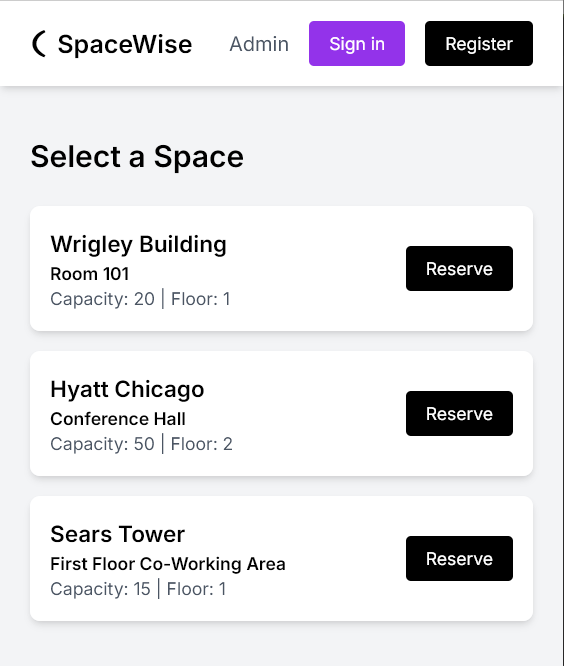 SpaceWise Admin Sign in Register
Select a Space
Wrigley Building
Room 101
Capacity: 20 | Floor: 1
Reserve
Hyatt Chicago
Conference Hall
Capacity: 50 | Floor: 2
Reserve
Sears Tower
First Floor Co-Working Area
Capacity: 15 | Floor: 1
Reserve